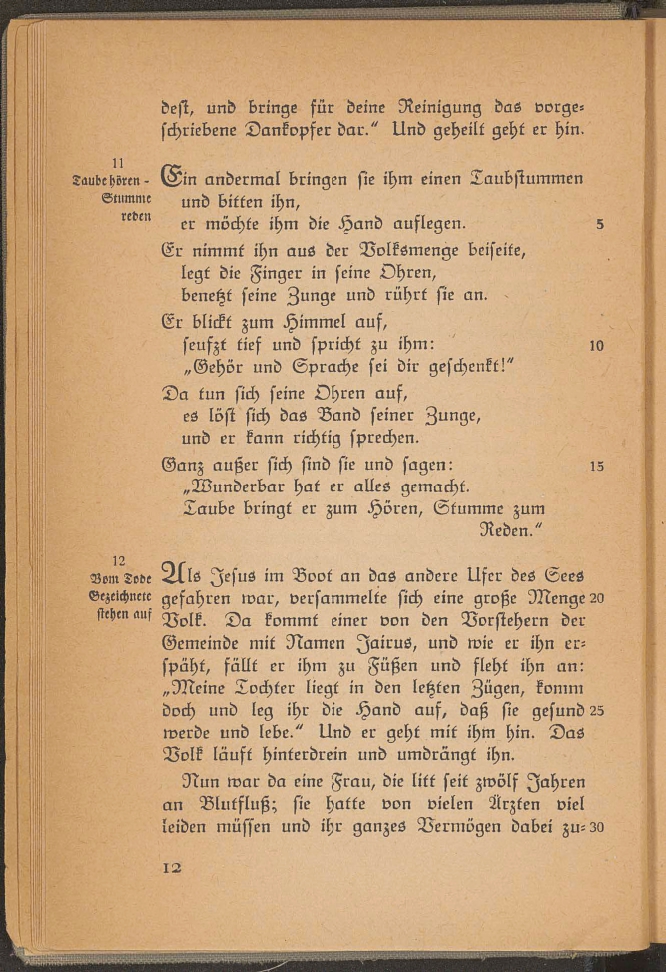 dest, und bringe für deine Reinigung das vorge=
schriebene Dankopfer dar.“ Und geheilt geht er hin.
11
Taube hören -
Stumme
reden
Ein andermal bringen sie ihm einen Taubstummen
und bitten ihn,
er möchte ihm die Hand auflegen. 5
Er nimmt ihn aus der Volksmenge beiseite,
legt die Finger in seine Ohren,
benetzt seine Zunge und rührt sie an.
Er blickt zum Himmel auf,
seufzt tief und spricht zu ihm: 10
„Gehör und Sprache sei dir geschenkt!“
Da tun sich seine Ohren auf,
es löst sich das Band seiner Zunge,
und er kann richtig sprechen.
Ganz außer sich sind sie und sagen: 15
„Wunderbar hat er alles gemacht.
Taube bringt er zum Hören, Stumme zum
Reden.“
12
Vom Tode
Gezeichnete
stehen auf
Als Jesus im Boot an das andere Ufer des Sees
gefahren war, versammelte sich eine große Menge 20
Volk. Da kommt einer von den Vorstehern der
Gemeinde mit Namen Jairus, und wie er ihn er=
späht, fällt er ihm zu Füßen und fleht ihn an:
„Meine Tochter liegt in den letzten Zügen, komm
doch und leg ihr die Hand auf, daß sie gesund 25
werde und lebe.“ Und er geht mit ihm hin. Das
Volk läuft hinterdrein und umdrängt ihn.
Nun war da eine Frau, die litt seit zwölf Jahren
an Blutfluß; sie hatte von vielen Ärzten viel
leiden müssen und ihr ganzes Vermögen dabei zu= 30
12